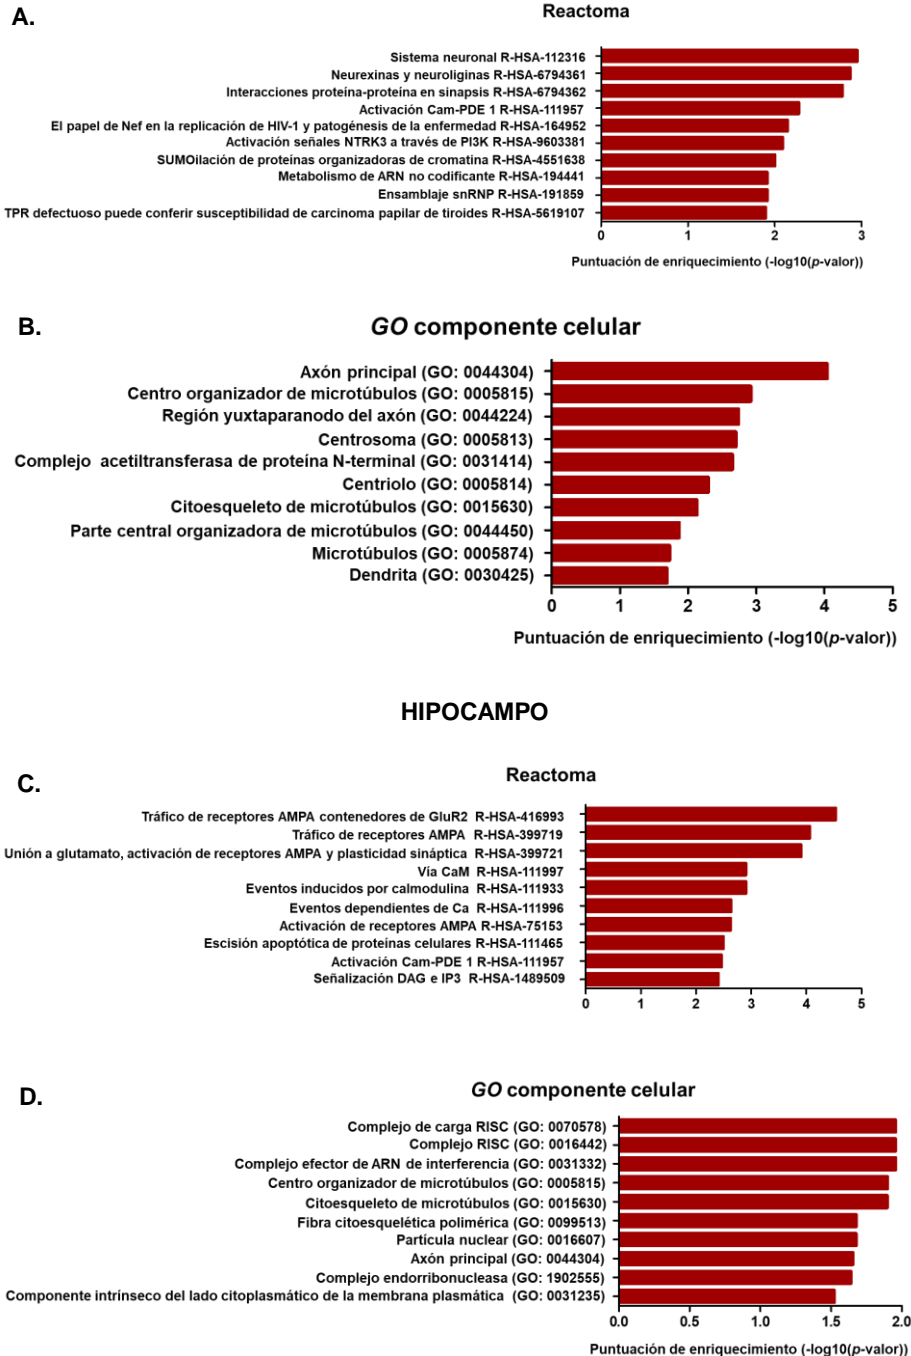 A.
Reactoma
Sistema neuronal R-HSA-112316
Neurexinas y neuroliginas R-HSA-6794361
Interacciones proteína-proteína en sinapsis R-HSA-6794362
Activación Cam-PDE 1 R-HSA-111957
El papel de Nef en la replicación de HIV-1 y patogénesis de la enfermedad R-HSA-164952
Activación señales NTRK3 a través de PI3K R-HSA-9603381
SUMOilación de proteínas organizadoras de cromatina R-HSA-4551638
Metabolismo de ARN no codificante R-HSA-194441
Ensamblaje snRNP R-HSA-191859
TPR defectuoso puede conferir susceptibilidad de carcinoma papilar de tiroides R-HSA-5619107
0 1 2 3
Puntuación de enriquecimiento (-log10(p-valor))
B.
GO componente celular
Axón principal (GO: 0044304)
Centro organizador de microtúbulos (GO: 0005815)
Región yuxtaparanodo del axón (GO: 0044224)
Centrosoma (GO: 0005813)
Complejo acetiltransferasa de proteína N-terminal (GO: 0031414)
Centriolo (GO: 0005814)
Citoesqueleto de microtúbulos (GO: 0015630)
Parte central organizadora de microtúbulos (GO: 0044450)
Microtúbulos (GO: 0005874)
Dendrita (GO: 0030425)
0 1 2 3 4 5
Puntuación de enriquecimiento (-log10(p-valor))
HIPOCAMPO
C.
Reactoma
Tráfico de receptores AMPA contenedores de GluR2 R-HSA-416993
Tráfico de receptores AMPA R-HSA-399719
Unión a glutamato, activación de receptores AMPA y plasticidad sináptica R-HSA-399721
Vía CaM R-HSA-111997
Eventos inducidos por calmodulina R-HSA-111933
Eventos dependientes de Ca R-HSA-111996
Activación de receptores AMPA R-HSA-75153
Escisión apoptótica de proteínas celulares R-HSA-111465
Activación Cam-PDE 1 R-HSA-111957
Señalización DAG e IP3 R-HSA-1489509
0 1 2 3 4 5
D.
GO componente celular
Complejo de carga RISC (GO: 0070578)
Complejo RISC (GO: 0016442)
Complejo efector de ARN de interferencia (GO: 0031332)
Centro organizador de microtúbulos (GO: 0005815)
Citoesqueleto de microtúbulos (GO: 0015630)
Fibra citoesquelética polimérica (GO: 0099513)
Partícula nuclear (GO: 0016607)
Axón principal (GO: 0044304)
Complejo endorribonucleasa (GO: 1902555)
Componente intrínseco del lado citoplasmático de la membrana plasmática (GO: 0031235)
0.0 0.5 1.0 1.5 2.0
Puntuación de enriquecimiento (-log10(p-valor))